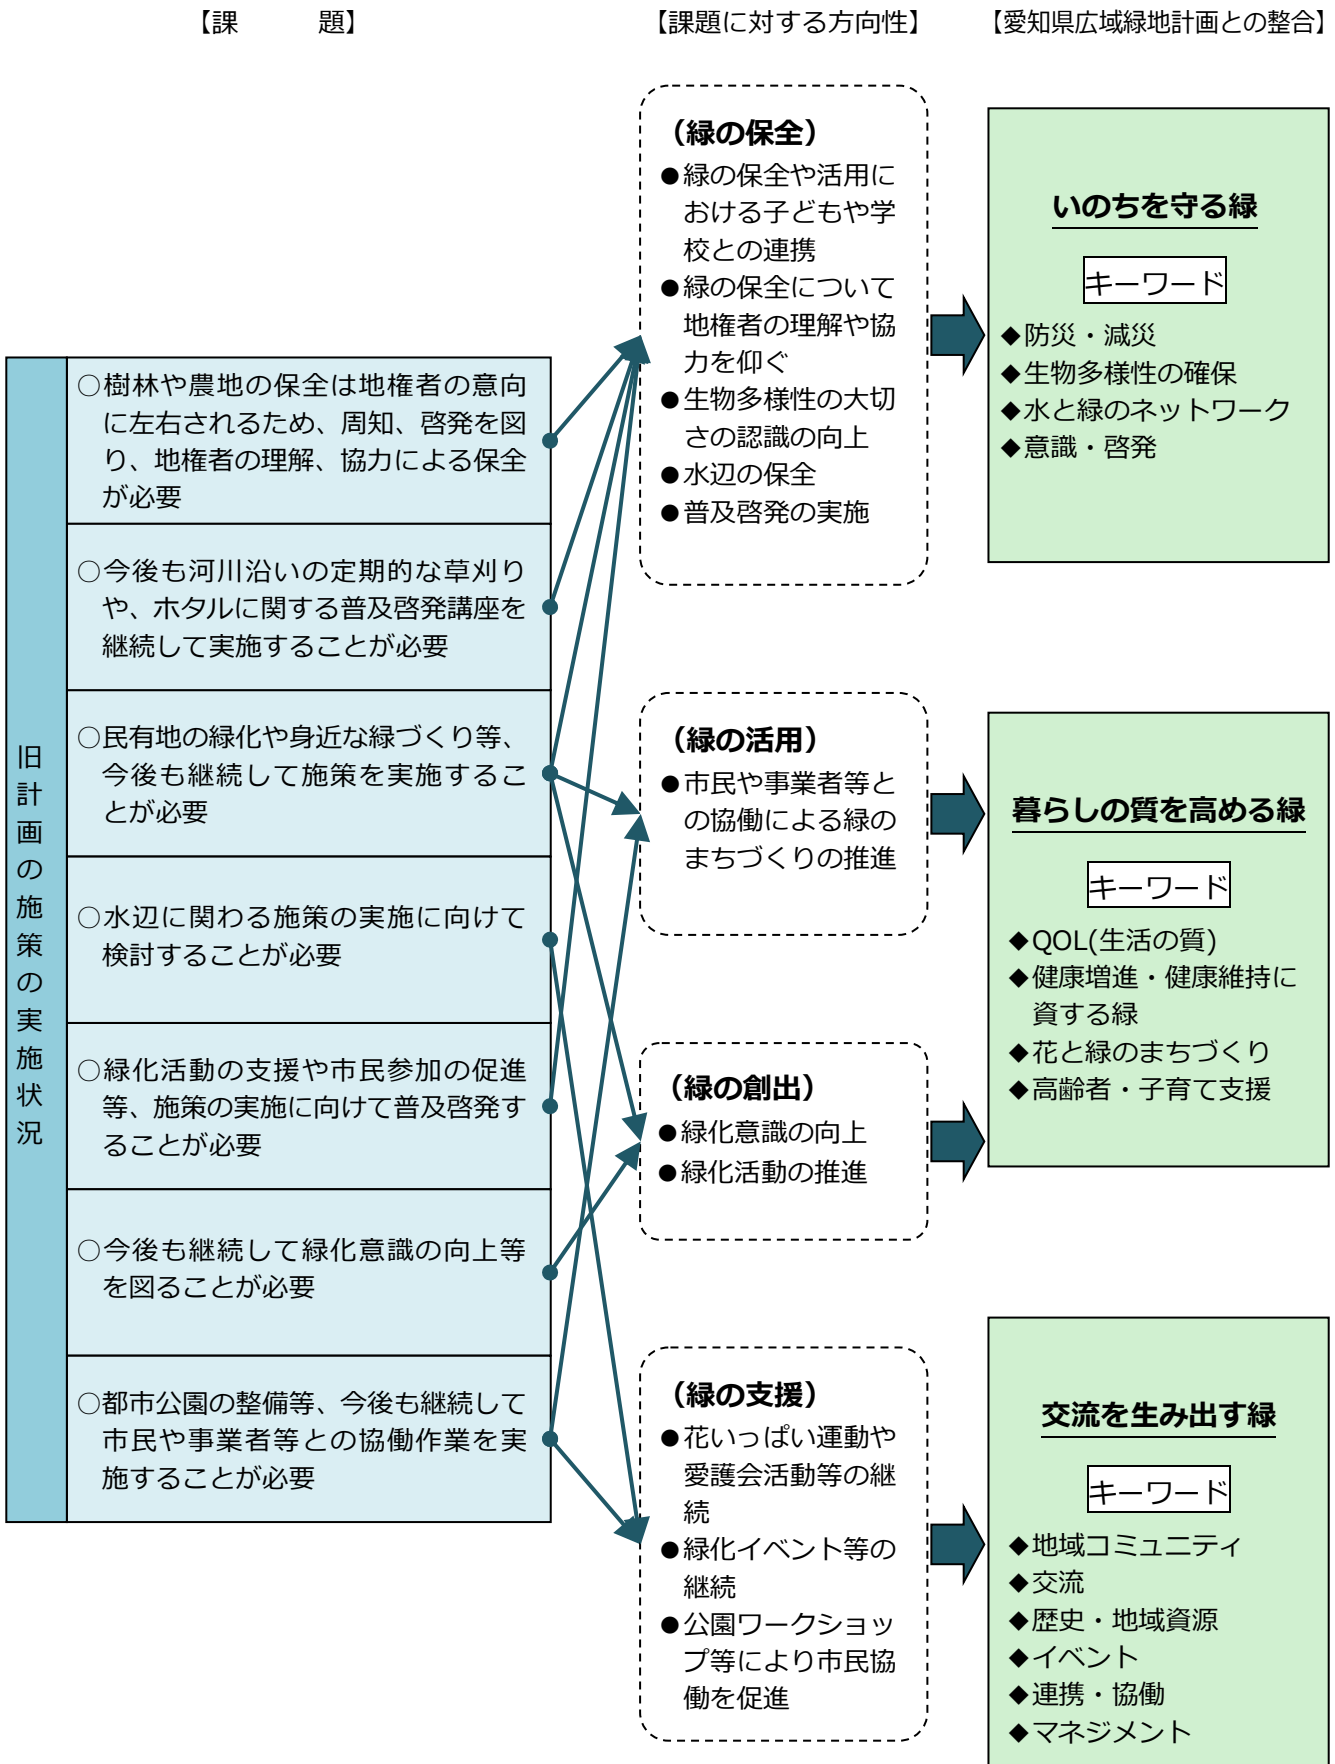 【課　　　題】
【課題に対する方向性】
【愛知県広域緑地計画との整合】
旧計画の施策の実施状況
○樹林や農地の保全は地権者の意向
に左右されるため、周知、啓発を図
り、地権者の理解、協力による保全
が必要
○今後も河川沿いの定期的な草刈り
や、ホタルに関する普及啓発講座を
継続して実施することが必要
○民有地の緑化や身近な緑づくり等、
今後も継続して施策を実施するこ
とが必要
○水辺に関わる施策の実施に向けて
検討することが必要
○緑化活動の支援や市民参加の促進
等、施策の実施に向けて普及啓発す
ることが必要
○今後も継続して緑化意識の向上等
を図ることが必要
○都市公園の整備等、今後も継続して
市民や事業者等との協働作業を実
施することが必要
（緑の保全）
●緑の保全や活用に
おける子どもや学
校との連携
●緑の保全について
地権者の理解や協
力を仰ぐ
●生物多様性の大切
さの認識の向上
●水辺の保全
●普及啓発の実施
（緑の活用）
●市民や事業者等と
の協働による緑の
まちづくりの推進
（緑の創出）
●緑化意識の向上
●緑化活動の推進
（緑の支援）
●花いっぱい運動や
愛護会活動等の継
続
●緑化イベント等の
継続
●公園ワークショッ
プ等により市民協
働を促進
いのちを守る緑
キーワード
◆防災・減災
◆生物多様性の確保
◆水と緑のネットワーク
◆意識・啓発
暮らしの質を高める緑
キーワード
◆QOL(生活の質)
◆健康増進・健康維持に
資する緑
◆花と緑のまちづくり
◆高齢者・子育て支援
交流を生み出す緑
キーワード
◆地域コミュニティ
◆交流
◆歴史・地域資源
◆イベント
◆連携・協働
◆マネジメント